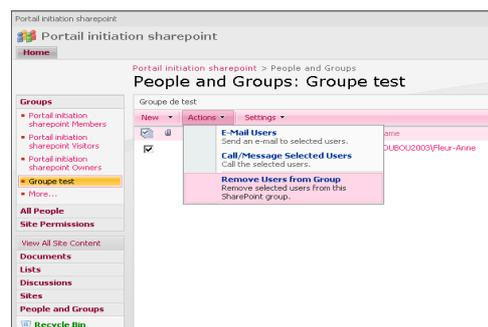 Portail initiation sharepoint
Portail initiation sharepoint
Home
Portail initiation sharepoint > People and Groups
People and Groups: Groupe test
Groups
Portail initiation
sharepoint Members
Portail initiation
sharepoint Visitors
Portail initiation
sharepoint Owners
Groupe test
More...
All People
Site Permissions
View All Site Content
Documents
Lists
Discussions
Sites
People and Groups
Recycle Bin
Groupe de test
New Actions Settings
E-Mail Users
Send an e-mail to selected users.
Call/Message Selected Users
Call the selected users.
Remove Users from Group
Remove selected users from this
SharePoint group.
ame
OUBOU2003\Fleur-Anne